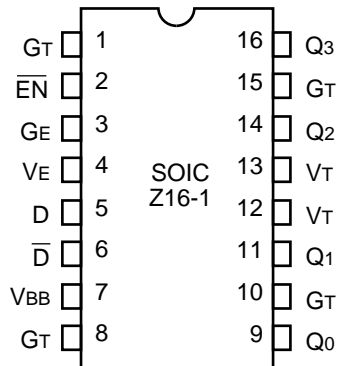 GT 1 16 Q3
EN 2 15 GT
GE 3 14 Q2
VE 4 13 VT
SOIC
Z16-1
D 5 12 VT
D 6 11 Q1
VBB 7 10 GT
GT 8 9 Q0